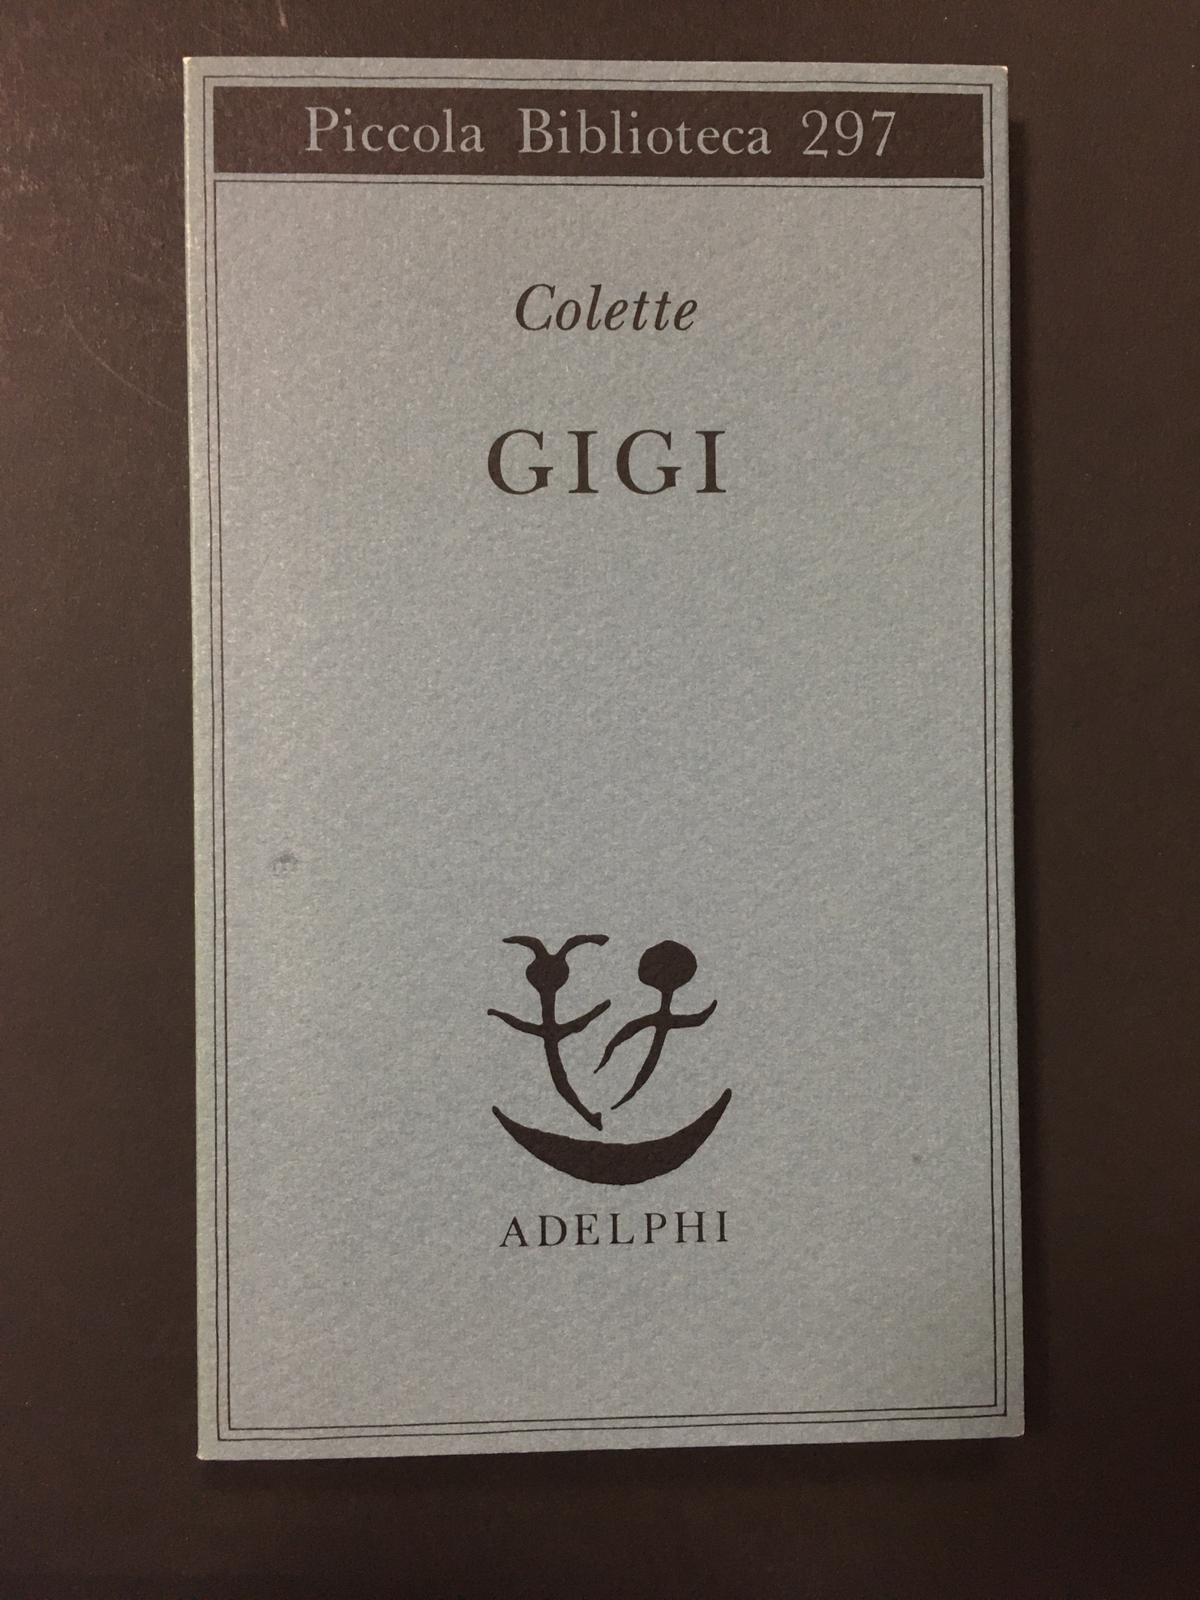 Piccola Biblioteca 297
Colette
GIGI
ADELPHI